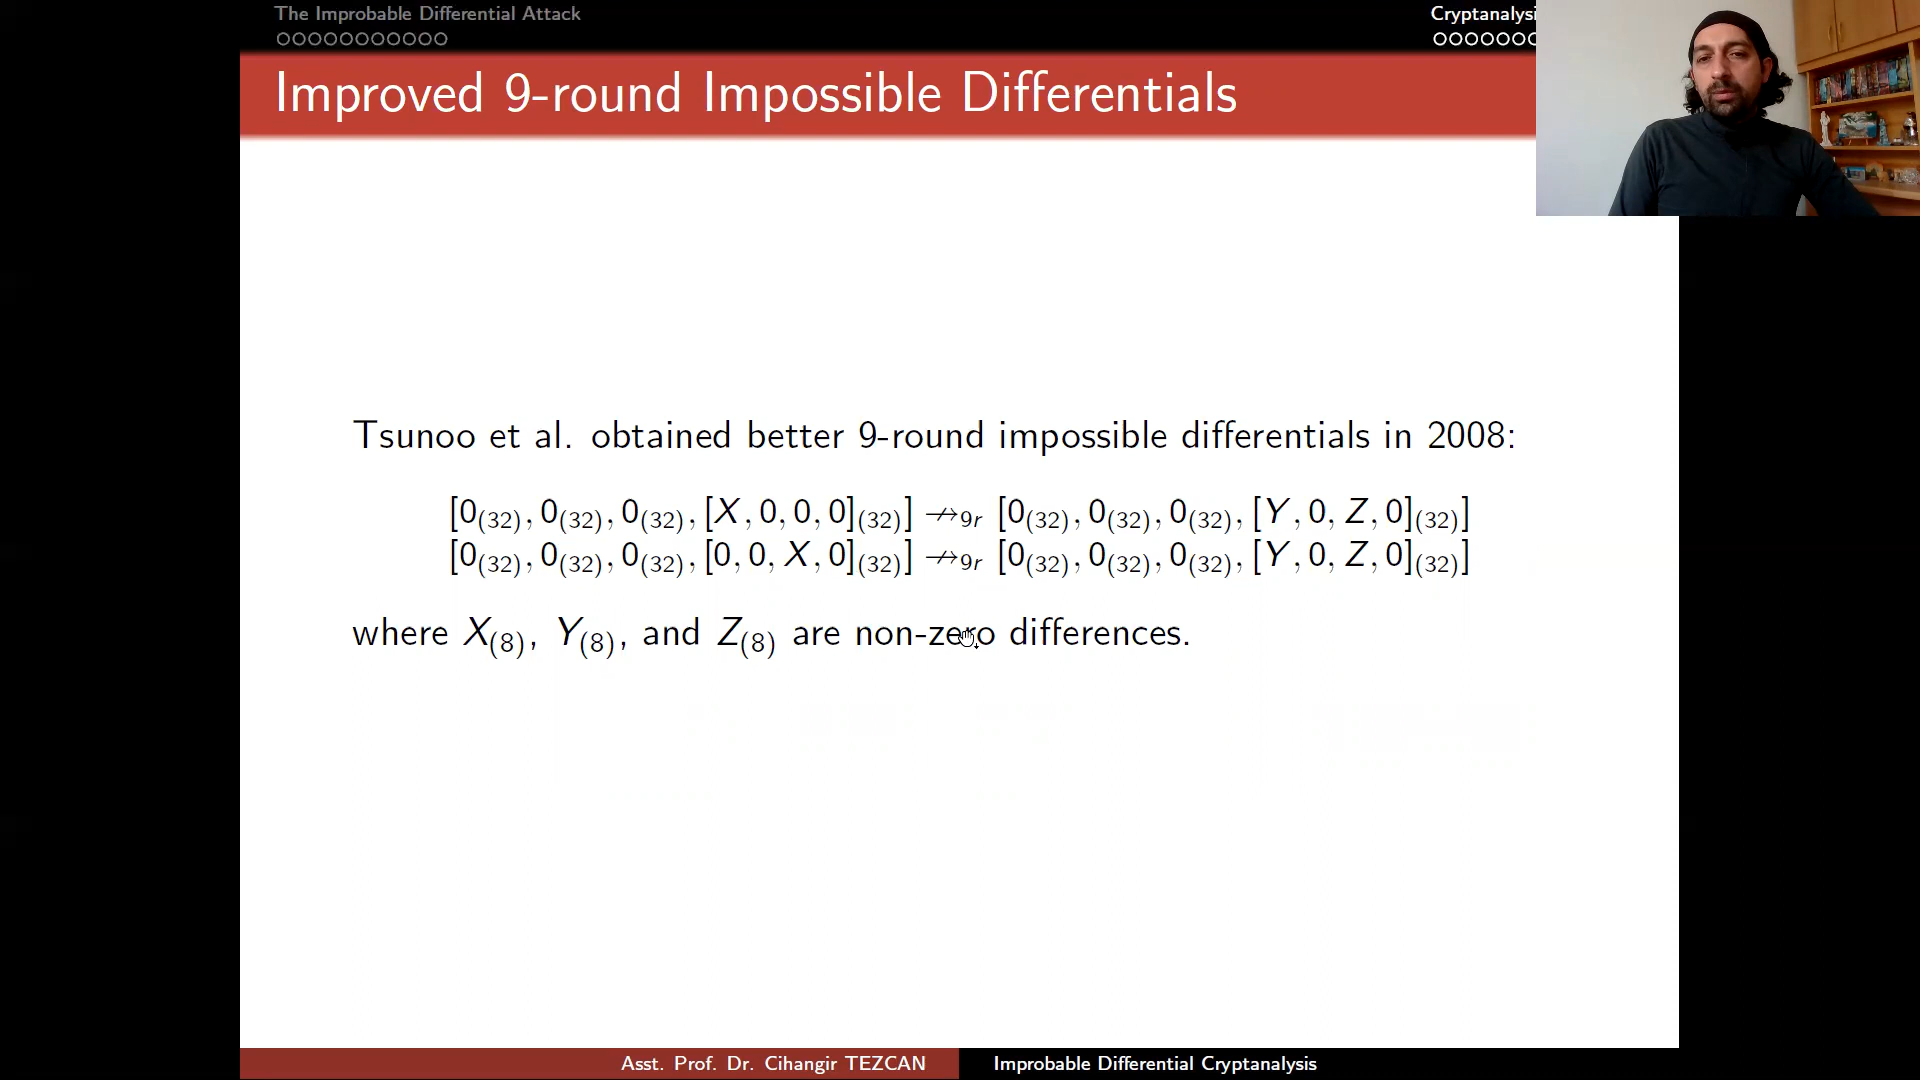 The Improbable Differential Attack
Cryptanalysi
Improved 9-round Impossible Differentials
Tsunoo et al. obtained better 9-round impossible differentials in 2008:
[0₍₃₂₎, 0₍₃₂₎, 0₍₃₂₎, [X, 0, 0, 0]₍₃₂₎] ↛₉ᵣ [0₍₃₂₎, 0₍₃₂₎, 0₍₃₂₎, [Y, 0, Z, 0]₍₃₂₎]
[0₍₃₂₎, 0₍₃₂₎, 0₍₃₂₎, [0, 0, X, 0]₍₃₂₎] ↛₉ᵣ [0₍₃₂₎, 0₍₃₂₎, 0₍₃₂₎, [Y, 0, Z, 0]₍₃₂₎]
where X₍₈₎, Y₍₈₎, and Z₍₈₎ are non-zero differences.
Asst. Prof. Dr. Cihangir TEZCAN
Improbable Differential Cryptanalysis